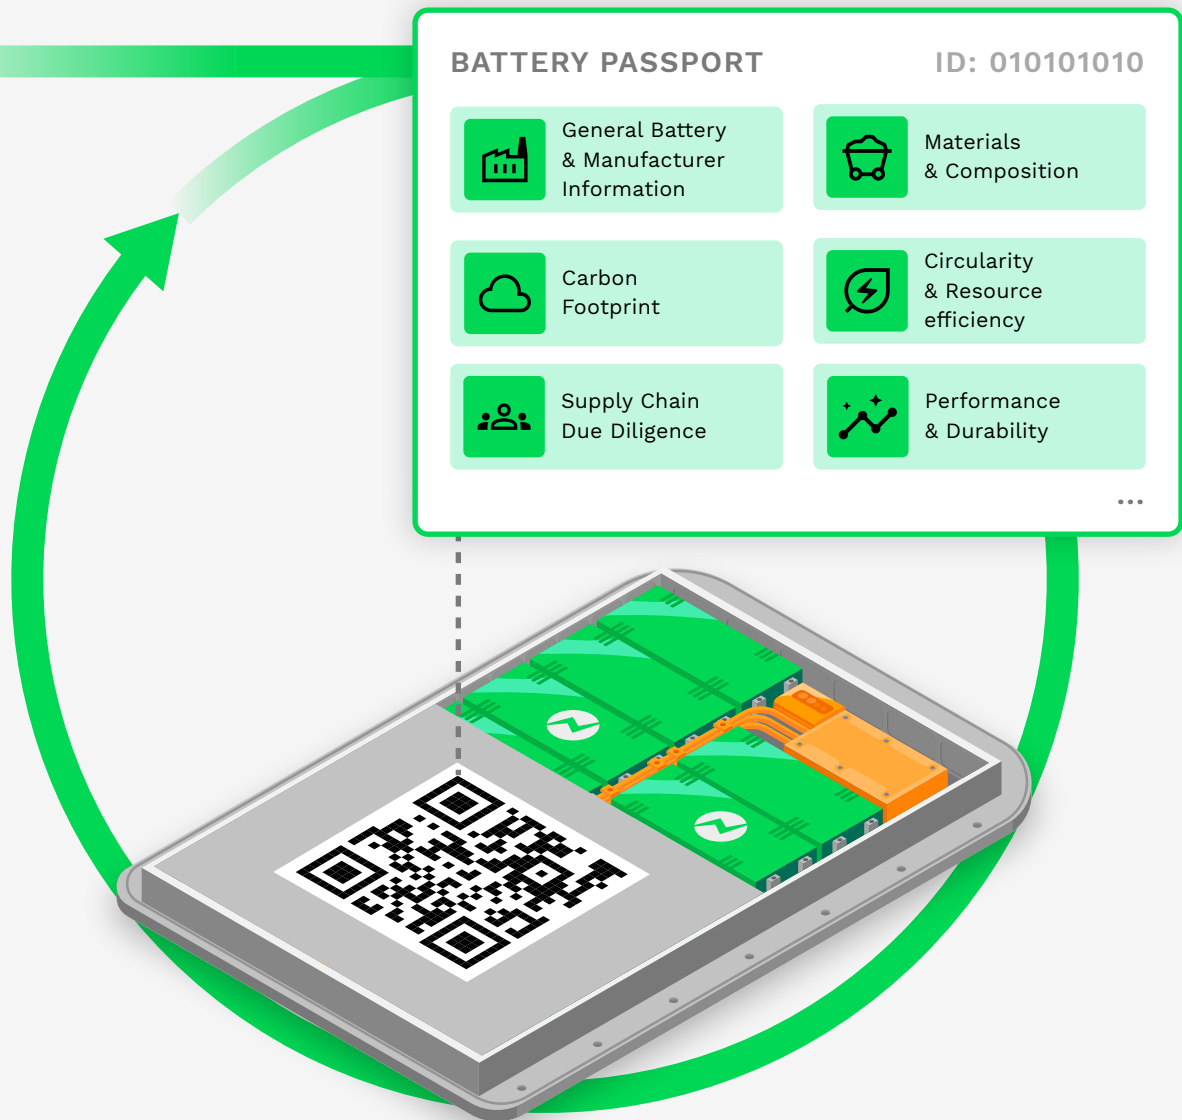 BATTERY PASSPORT
ID: 010101010
General Battery
& Manufacturer
Information
Materials
& Composition
Carbon
Footprint
Circularity
& Resource
efficiency
Supply Chain
Due Diligence
Performance
& Durability
...